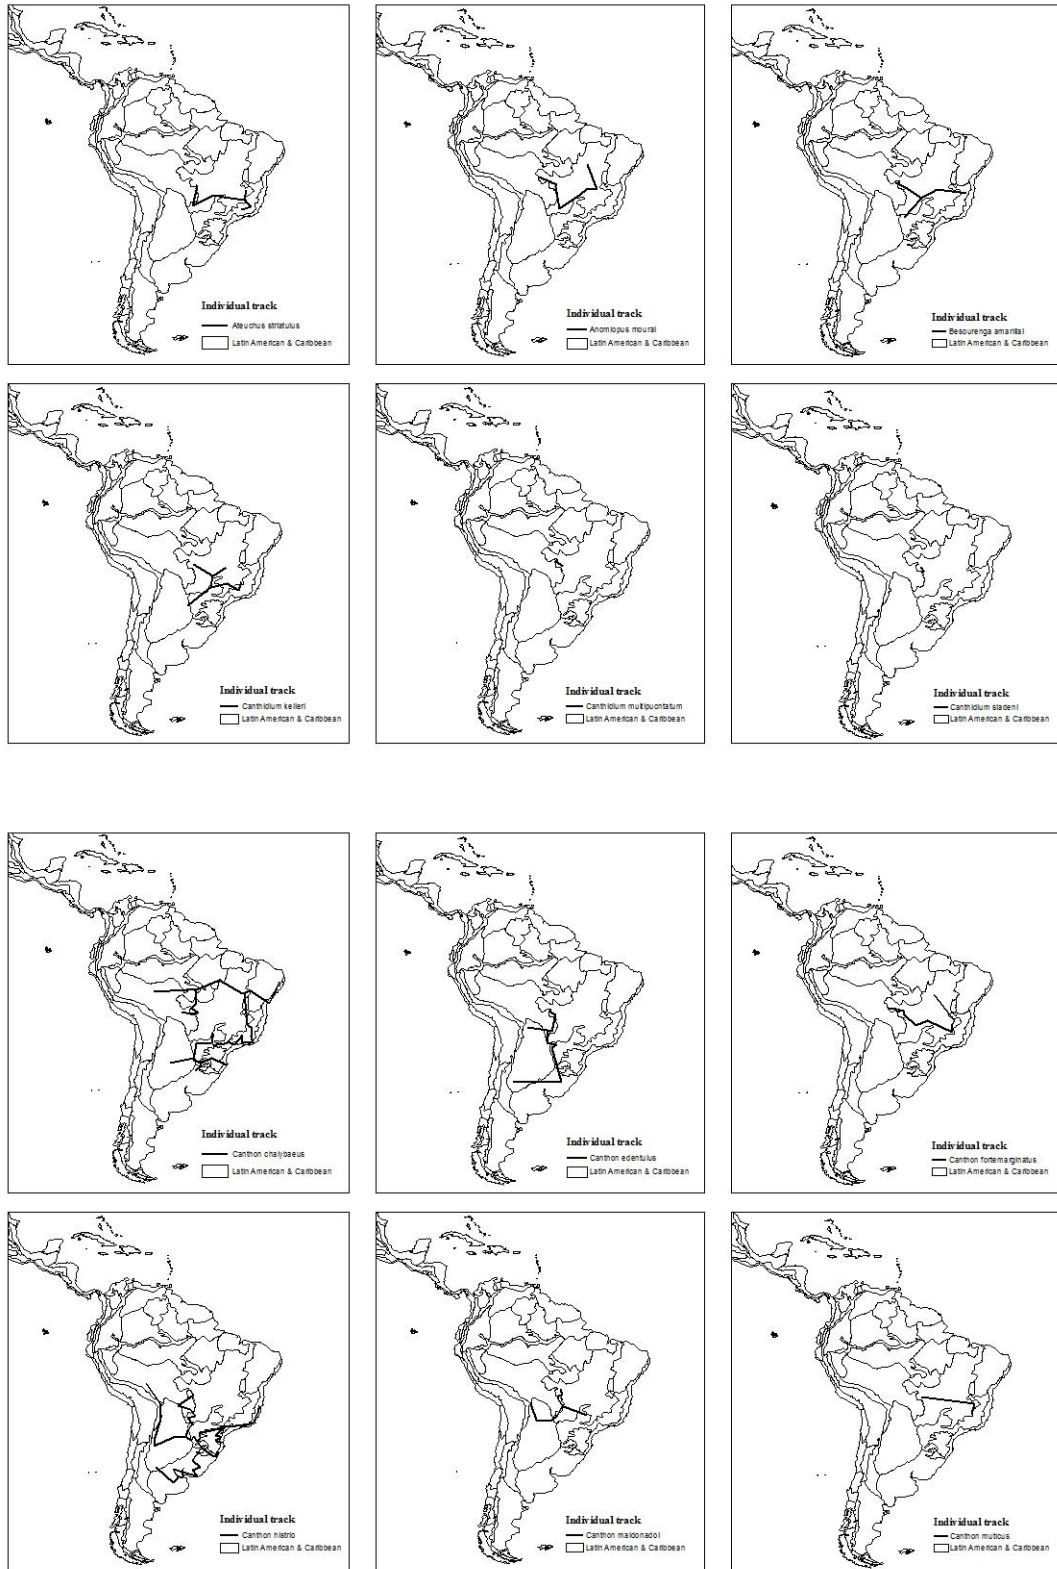 Individual track
Ateuchus striatulus
Latin American & Caribbean
Individual track
Anomiopus mourai
Latin American & Caribbean
Individual track
Besourenga amarillai
Latin American & Caribbean
Individual track
Canthidium kelleri
Latin American & Caribbean
Individual track
Canthidium multipucntatum
Latin American & Caribbean
Individual track
Canthidium sladeni
Latin American & Caribbean
Individual track
Canthon chalybaeus
Latin American & Caribbean
Individual track
Canthon edentulus
Latin American & Caribbean
Individual track
Canthon fortemarginatus
Latin American & Caribbean
Individual track
Canthon histrio
Latin American & Caribbean
Individual track
Canthon maldonadoi
Latin American & Caribbean
Individual track
Canthon muticus
Latin American & Caribbean